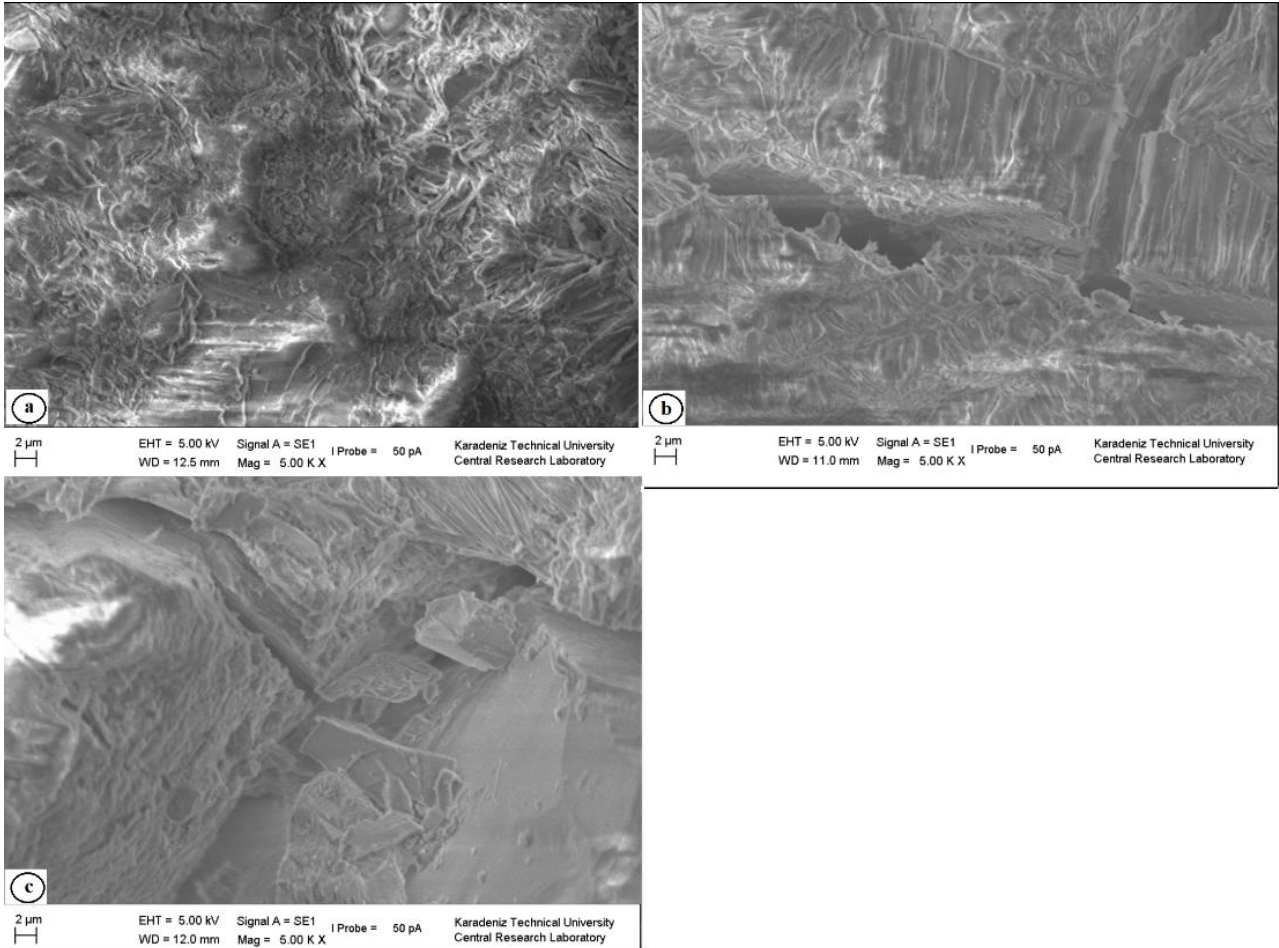 a
2 µm EHT = 5.00 kV Signal A = SE1 I Probe = 50 pA Karadeniz Technical University
WD = 12.5 mm Mag = 5.00 K X Central Research Laboratory
b
2 µm EHT = 5.00 kV Signal A = SE1 I Probe = 50 pA Karadeniz Technical University
WD = 11.0 mm Mag = 5.00 K X Central Research Laboratory
c
2 µm EHT = 5.00 kV Signal A = SE1 I Probe = 50 pA Karadeniz Technical University
WD = 12.0 mm Mag = 5.00 K X Central Research Laboratory